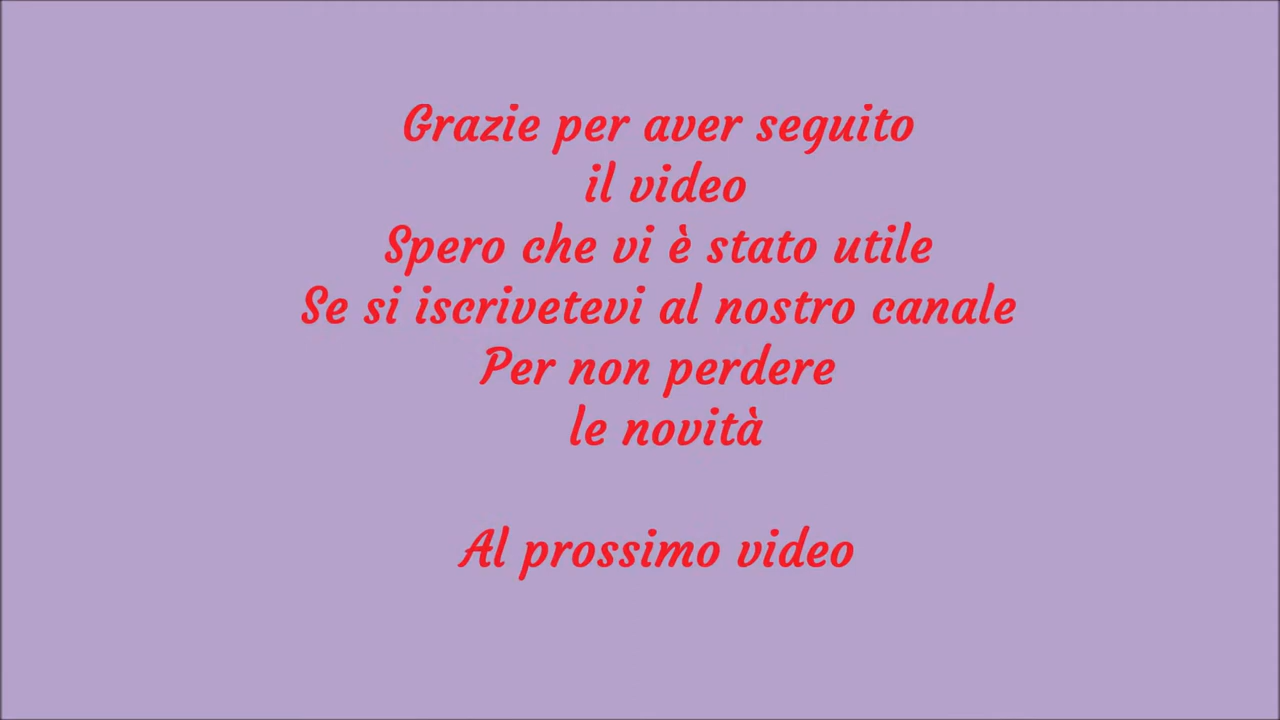 Grazie per aver seguito
il video
Spero che vi è stato utile
Se si iscrivetevi al nostro canale
Per non perdere
le novità
Al prossimo video